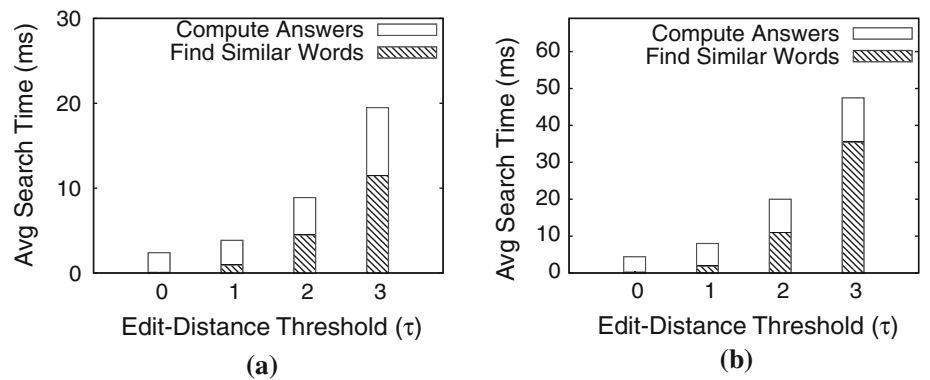 30
20
10
0
Avg Search Time (ms)
Compute Answers
Find Similar Words
0 1 2 3
Edit-Distance Threshold (τ)
(a)
60
50
40
30
20
10
0
Avg Search Time (ms)
Compute Answers
Find Similar Words
0 1 2 3
Edit-Distance Threshold (τ)
(b)